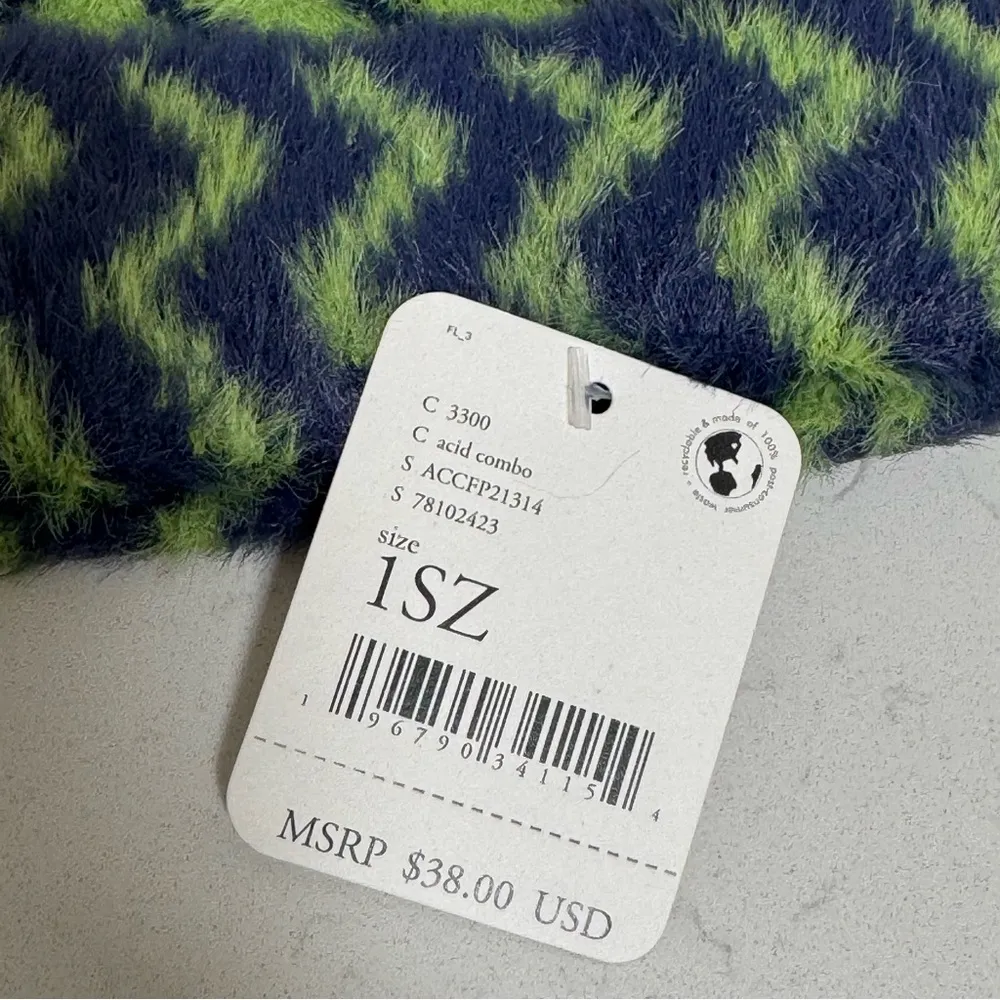 FL_3
C 3300
C acid combo
S ACCFP21314
S 78102423
size
1SZ
1 96790 34115 4
MSRP $38.00 USD
recyclable & made of 100% post-consumer waste -